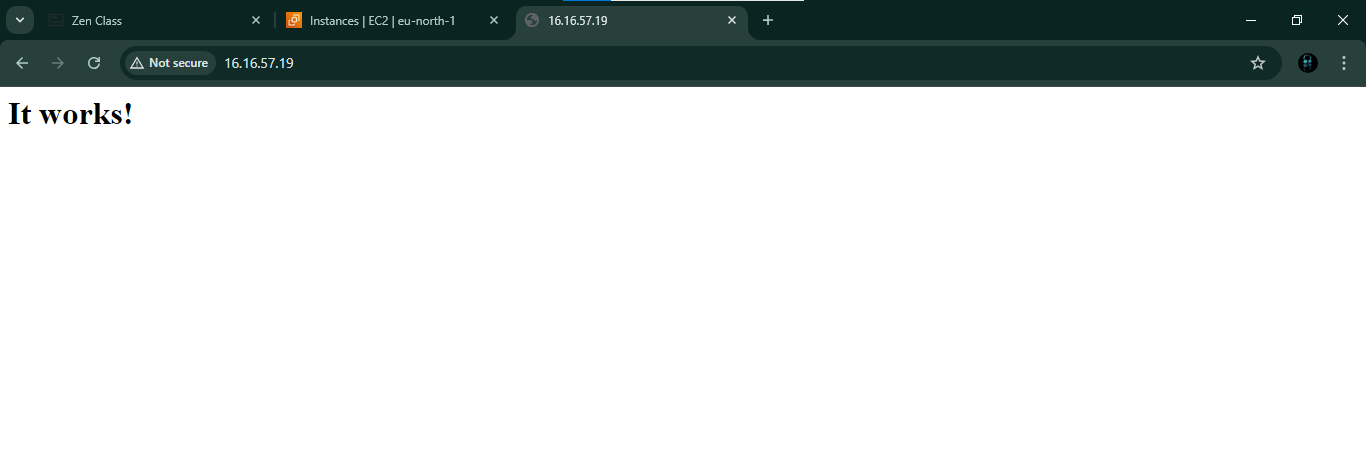 Zen Class
Instances | EC2 | eu-north-1
16.16.57.19
Not secure
16.16.57.19
It works!